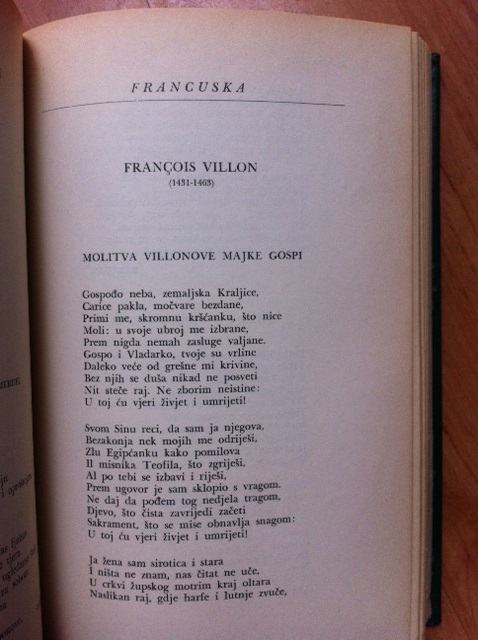 FRANCUSKA
FRANÇOIS VILLON
(1431-1463)
MOLITVA VILLONOVE MAJKE GOSPI
Gospođo neba, zemaljska Kraljice,
Carice pakla, močvare bezdane,
Primi me, skromnu kršćanku, što nice
Moli: u svoje ubroj me izbrane,
Prem nigda nemah zasluge valjane.
Gospo i Vladarko, tvoje su vrline
Daleko veće od grešne mi krivine,
Bez njih se duša nikad ne posveti
Nit steče raj. Ne zborim neistine:
U toj ću vjeri živjet i umrijeti!
Svom Sinu reci, da sam ja njegova,
Bezakonja nek mojih me odriješi,
Zlu Egipćanku kako pomilova
Il misnika Teofila, što zgriješi,
Al po tebi se izbavi i riješi,
Prem ugovor je sam sklopio s vragom.
Ne daj da pođem tog nedjela tragom,
Djevo, što čista zavrijedi začeti
Sakrament, što se mise obnavlja snagom:
U toj ću vjeri živjet i umrijeti!
Ja žena sam sirotica i stara
I ništa ne znam, nas čitat ne uče,
U crkvi župskog motrim kraj oltara
Naslikan raj, gdje harfe i lutnje zvuče,